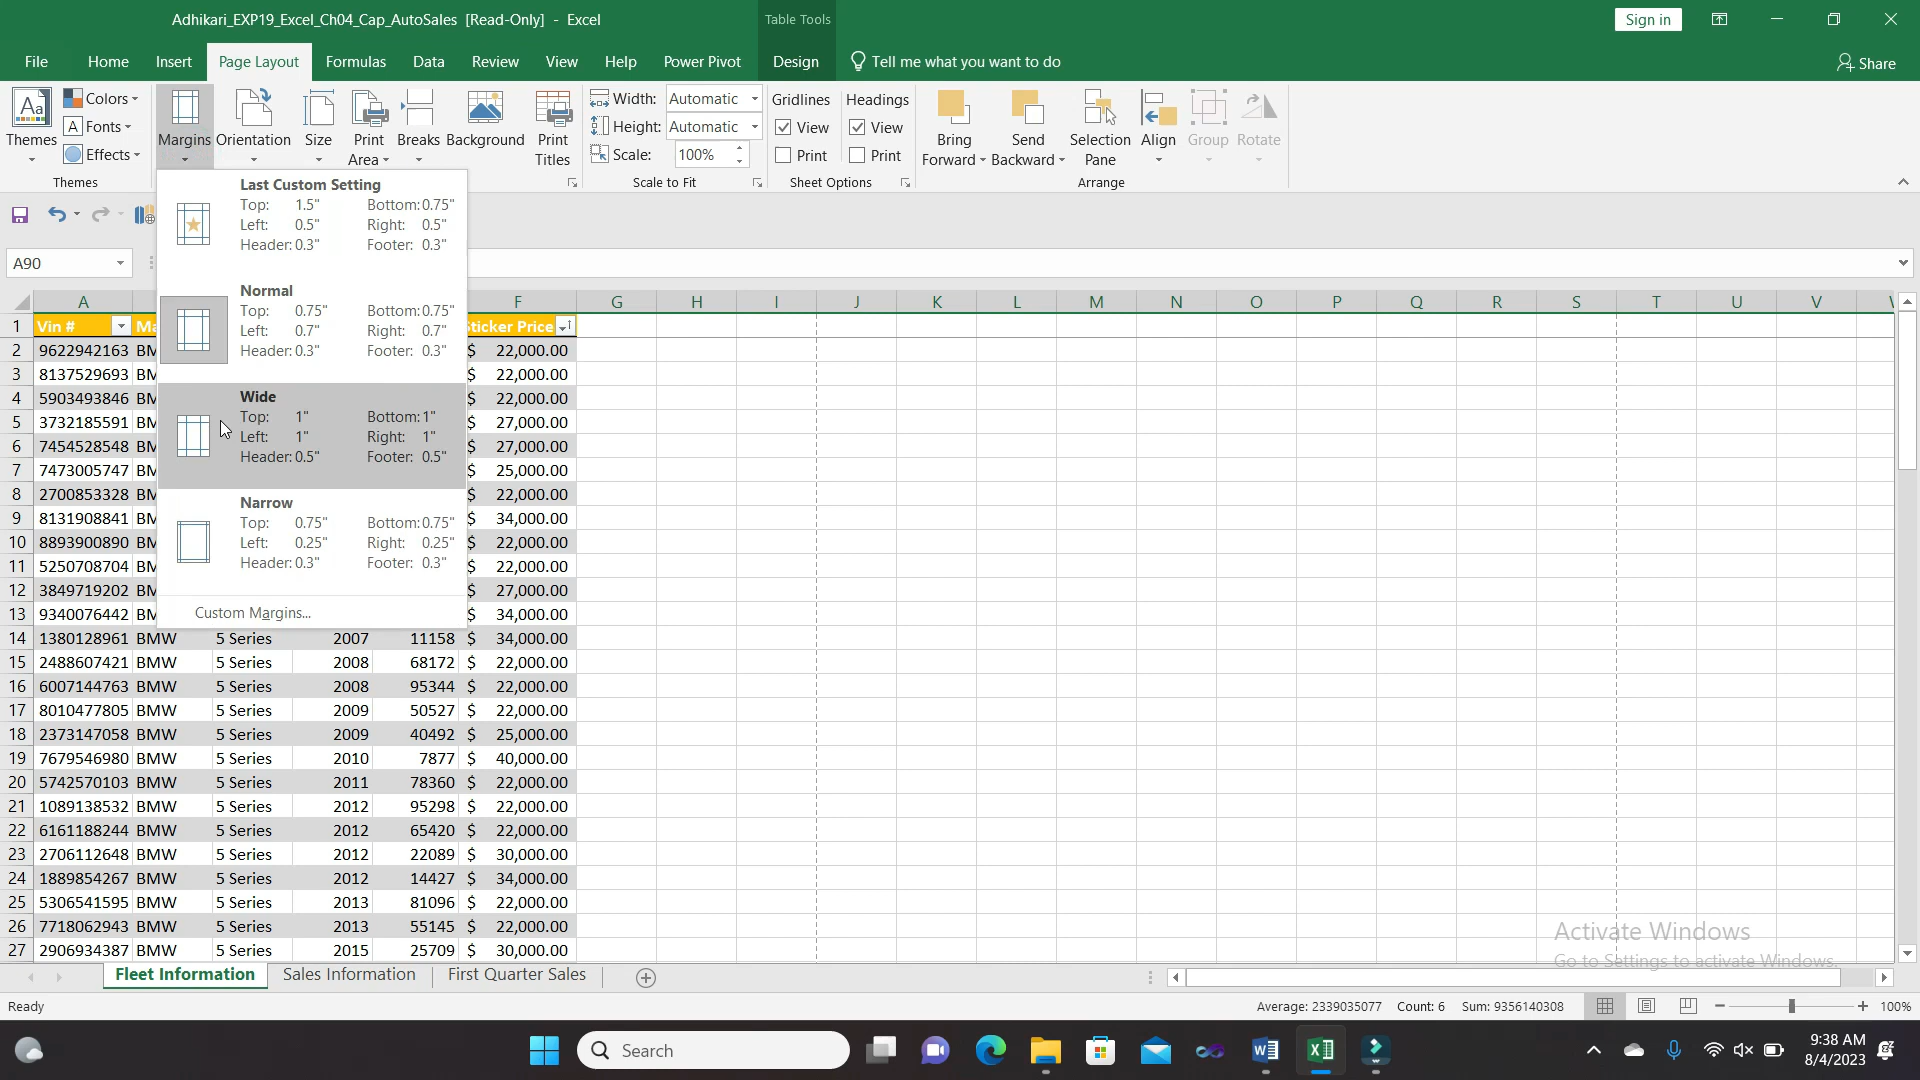 Adhikari_EXP19_Excel_Ch04_Cap_AutoSales [Read-Only] - Excel
Table Tools
Sign in
File Home Insert Page Layout Formulas Data Review View Help Power Pivot Design Tell me what you want to do Share
Colors Width: Automatic Gridlines Headings
Aa A Fonts Height: Automatic View View
Themes Margins Orientation Size Print Breaks Background Print Bring Send Selection Align Group Rotate
Effects Scale: 100% Print Print
Area Titles Forward Backward Pane
Themes Scale to Fit Sheet Options Arrange
Last Custom Setting
Top: 1.5" Bottom: 0.75"
Left: 0.5" Right: 0.5"
Header: 0.3" Footer: 0.3"
A90
Normal
Top: 0.75" Bottom: 0.75"
Left: 0.7" Right: 0.7"
Header: 0.3" Footer: 0.3"
Wide
Top: 1" Bottom: 1"
Left: 1" Right: 1"
Header: 0.5" Footer: 0.5"
Narrow
Top: 0.75" Bottom: 0.75"
Left: 0.25" Right: 0.25"
Header: 0.3" Footer: 0.3"
Custom Margins...
A F G H I J K L M N O P Q R S T U V
1 Vin # Ma Sticker Price
2 9622942163 BM $ 22,000.00
3 8137529693 BM $ 22,000.00
4 5903493846 BM $ 22,000.00
5 3732185591 BM $ 27,000.00
6 7454528548 BM $ 27,000.00
7 7473005747 BM $ 25,000.00
8 2700853328 BM $ 22,000.00
9 8131908841 BM $ 34,000.00
10 8893900890 BM $ 22,000.00
11 5250708704 BM $ 22,000.00
12 3849719202 BM $ 27,000.00
13 9340076442 BM $ 34,000.00
14 1380128961 BMW 5 Series 2007 11158 $ 34,000.00
15 2488607421 BMW 5 Series 2008 68172 $ 22,000.00
16 6007144763 BMW 5 Series 2008 95344 $ 22,000.00
17 8010477805 BMW 5 Series 2009 50527 $ 22,000.00
18 2373147058 BMW 5 Series 2009 40492 $ 25,000.00
19 7679546980 BMW 5 Series 2010 7877 $ 40,000.00
20 5742570103 BMW 5 Series 2011 78360 $ 22,000.00
21 1089138532 BMW 5 Series 2012 95298 $ 22,000.00
22 6161188244 BMW 5 Series 2012 65420 $ 22,000.00
23 2706112648 BMW 5 Series 2012 22089 $ 30,000.00
24 1889854267 BMW 5 Series 2012 14427 $ 34,000.00
25 5306541595 BMW 5 Series 2013 81096 $ 22,000.00
26 7718062943 BMW 5 Series 2013 55145 $ 22,000.00
27 2906934387 BMW 5 Series 2015 25709 $ 30,000.00
Activate Windows
Go to Settings to activate Windows.
Fleet Information Sales Information First Quarter Sales
Ready Average: 2339035077 Count: 6 Sum: 9356140308 100%
Search 9:38 AM
8/4/2023